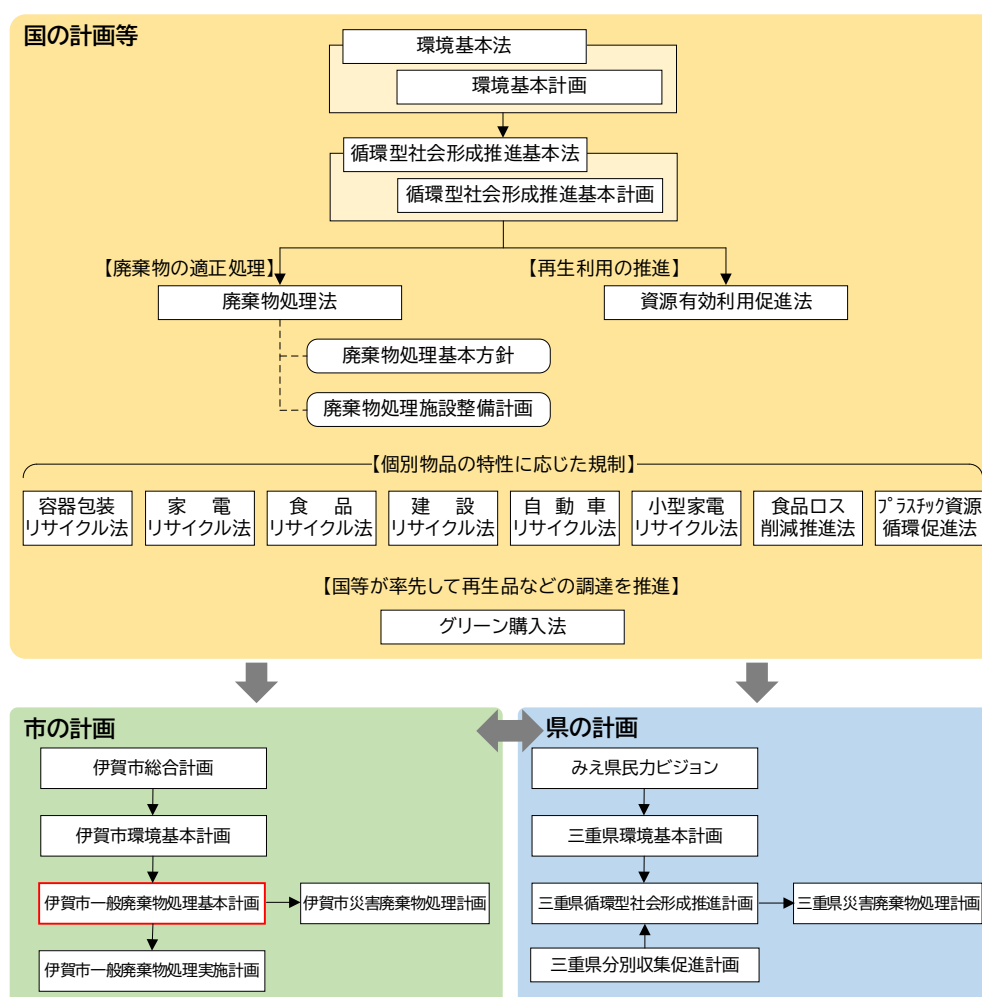 国の計画等
環境基本法
環境基本計画
循環型社会形成推進基本法
循環型社会形成推進基本計画
【廃棄物の適正処理】
【再生利用の推進】
廃棄物処理法
資源有効利用促進法
廃棄物処理基本方針
廃棄物処理施設整備計画
【個別物品の特性に応じた規制】
容器包装
リサイクル法
家　電
リサイクル法
食　品
リサイクル法
建　設
リサイクル法
自 動 車
リサイクル法
小型家電
リサイクル法
食品ロス
削減推進法
プラスチック資源
循環促進法
【国等が率先して再生品などの調達を推進】
グリーン購入法
市の計画
伊賀市総合計画
伊賀市環境基本計画
伊賀市一般廃棄物処理基本計画
伊賀市災害廃棄物処理計画
伊賀市一般廃棄物処理実施計画
県の計画
みえ県民力ビジョン
三重県環境基本計画
三重県循環型社会形成推進計画
三重県災害廃棄物処理計画
三重県分別収集促進計画